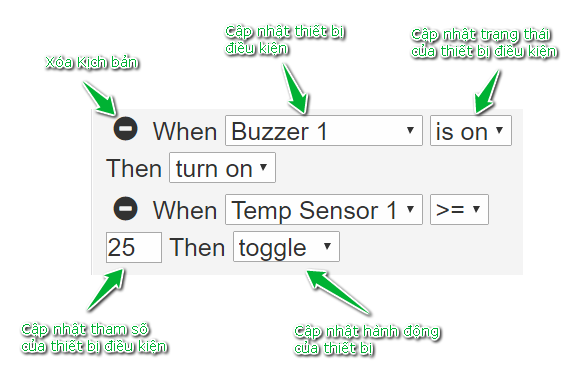 Cập nhật thiết bị
điều kiện
Cập nhật trạng thái
của thiết bị điều kiện
Xóa Kịch bản
When Buzzer 1 is on
Then turn on
When Temp Sensor 1 >=
25 Then toggle
Cập nhật tham số
của thiết bị điều kiện
Cập nhật hành động
của thiết bị